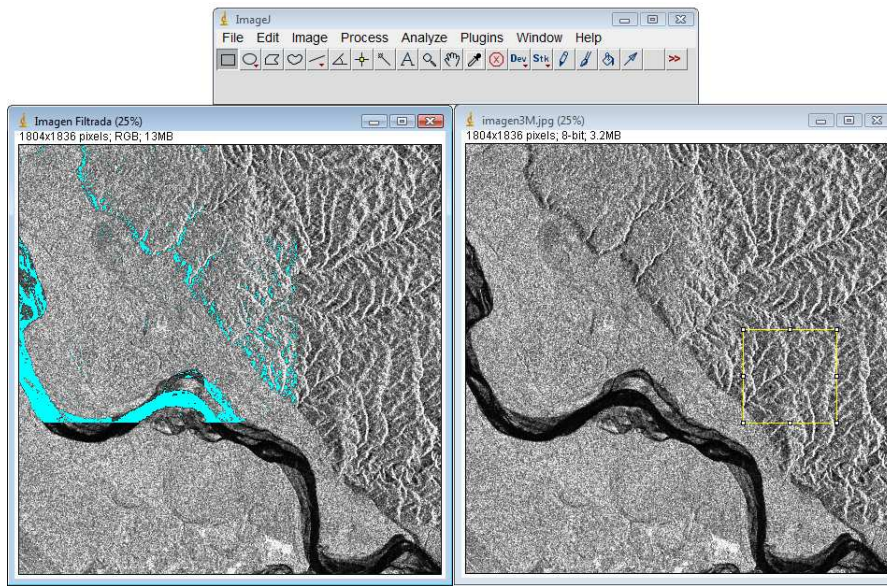 ImageJ
File Edit Image Process Analyze Plugins Window Help
A Dev Stk >>
Imagen Filtrada (25%)
1804x1836 pixels; RGB; 13MB
imagen3M.jpg (25%)
1804x1836 pixels; 8-bit; 3.2MB